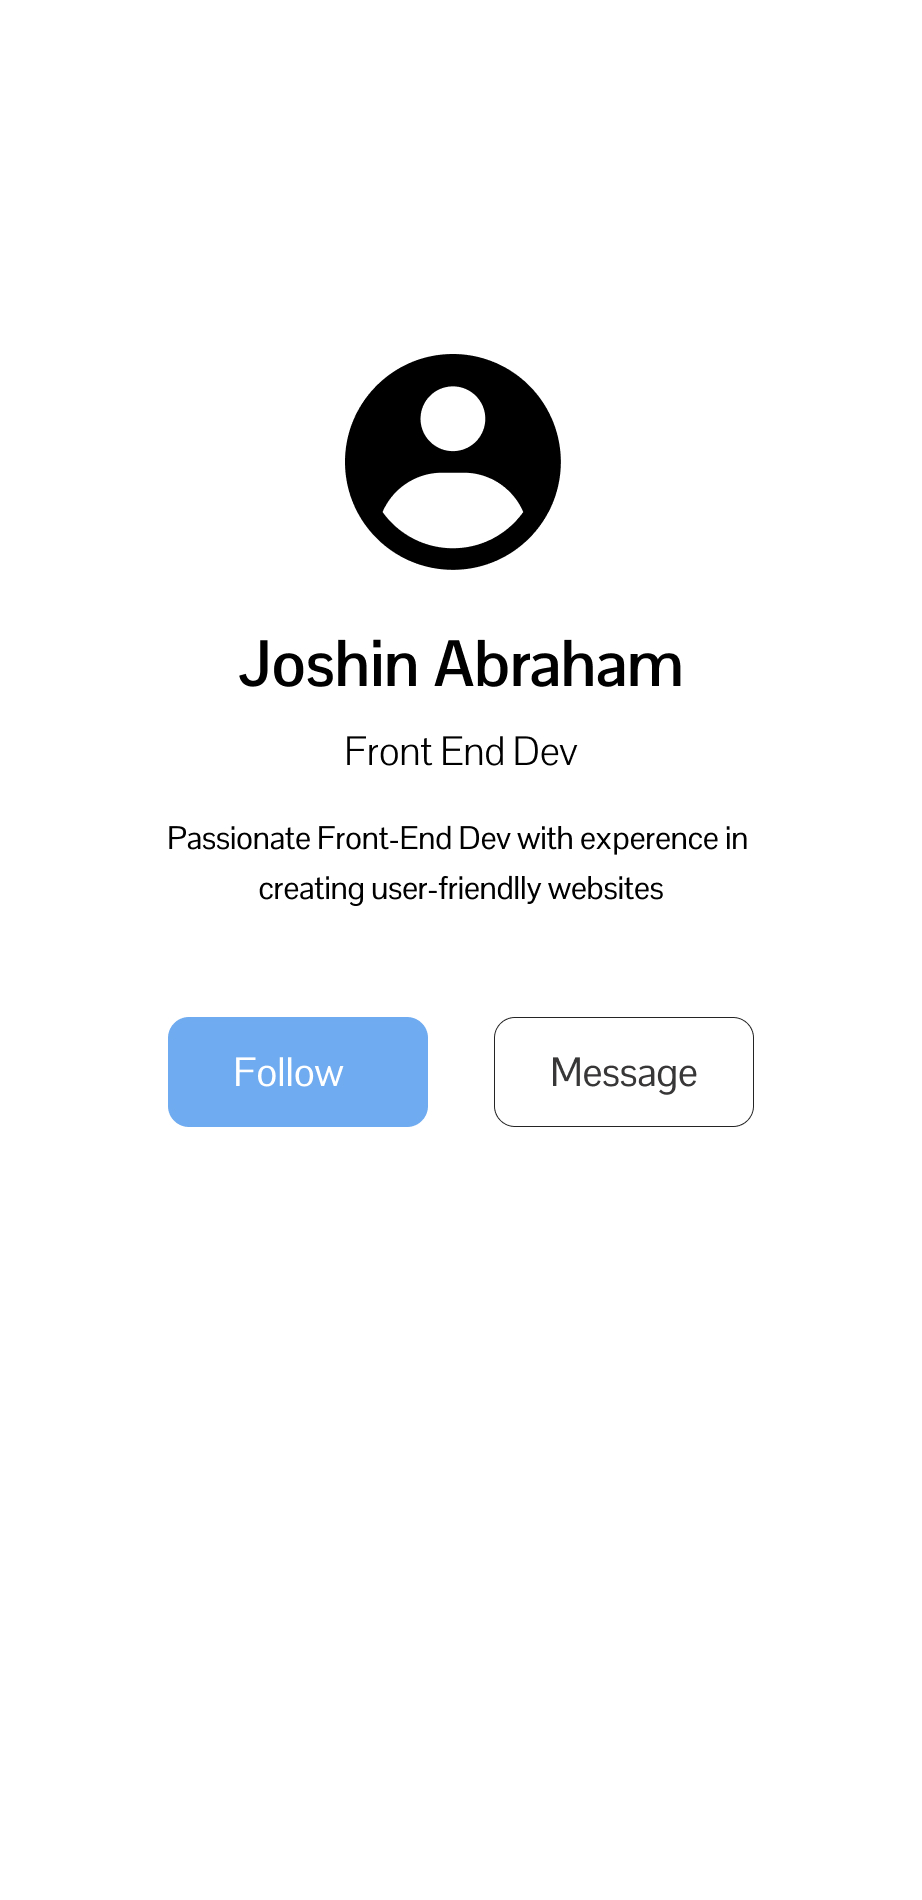 Joshin Abraham
Front End Dev
Passionate Front-End Dev with experence in
creating user-friendlly websites
Follow
Message